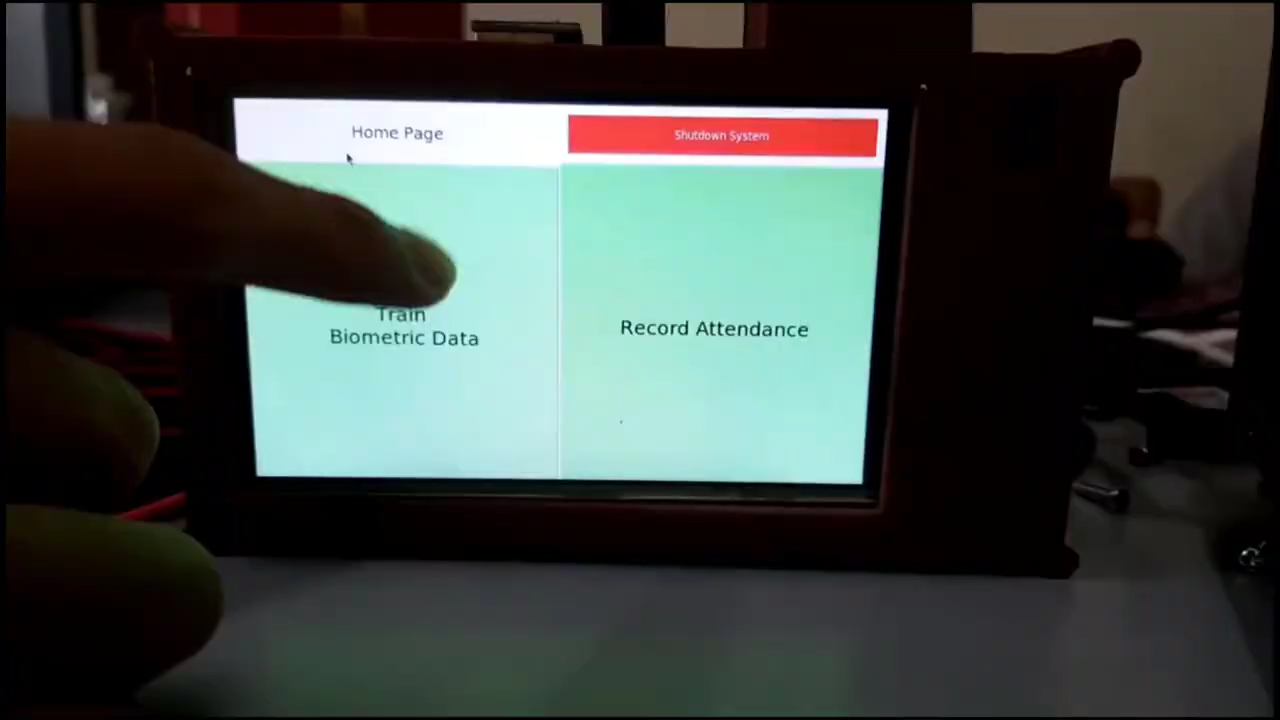 Home Page
Shutdown System
Train
Biometric Data
Record Attendance